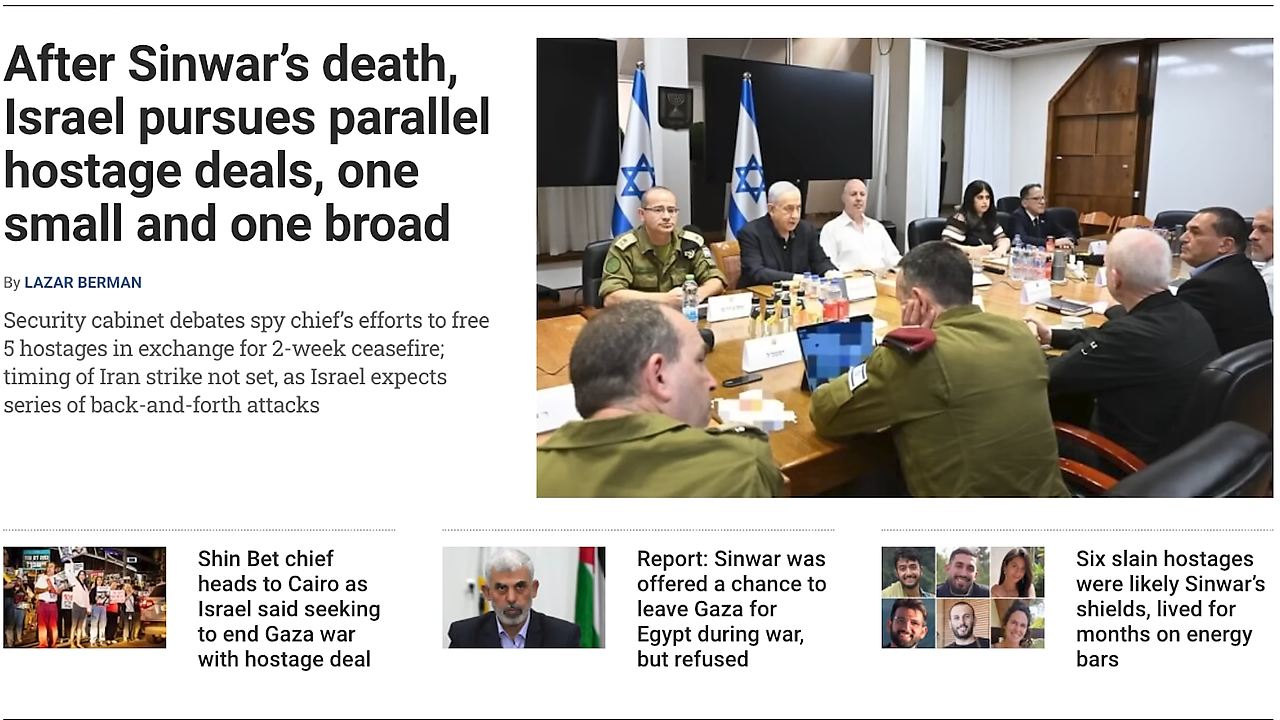 After Sinwar’s death,
Israel pursues parallel
hostage deals, one
small and one broad
By LAZAR BERMAN
Security cabinet debates spy chief’s efforts to free
5 hostages in exchange for 2-week ceasefire;
timing of Iran strike not set, as Israel expects
series of back-and-forth attacks
Shin Bet chief
heads to Cairo as
Israel said seeking
to end Gaza war
with hostage deal
Report: Sinwar was
offered a chance to
leave Gaza for
Egypt during war,
but refused
Six slain hostages
were likely Sinwar’s
shields, lived for
months on energy
bars